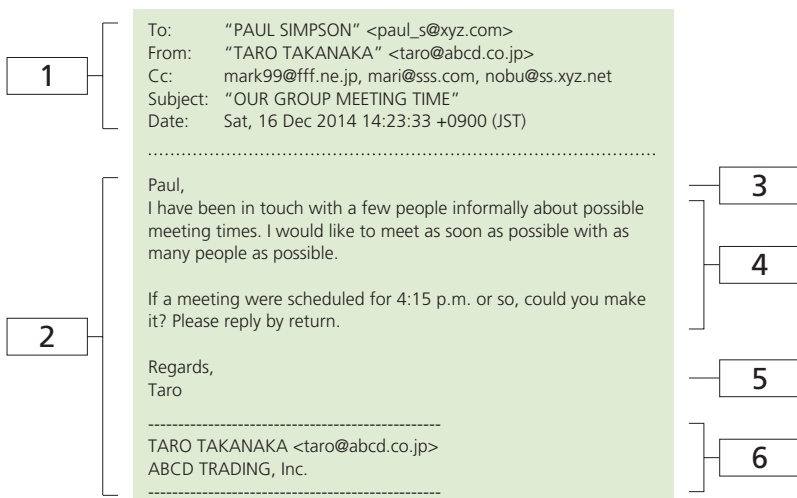 To: “PAUL SIMPSON” <paul_s@xyz.com>
From: “TARO TAKANAKA” <taro@abcd.co.jp>
Cc: mark99@fff.ne.jp, mari@sss.com, nobu@ss.xyz.net
Subject: “OUR GROUP MEETING TIME”
Date: Sat, 16 Dec 2014 14:23:33 +0900 (JST)
1
Paul,
I have been in touch with a few people informally about possible
meeting times. I would like to meet as soon as possible with as
many people as possible.
If a meeting were scheduled for 4:15 p.m. or so, could you make
it? Please reply by return.
Regards,
Taro
TARO TAKANAKA <taro@abcd.co.jp>
ABCD TRADING, Inc.
2
3
4
5
6